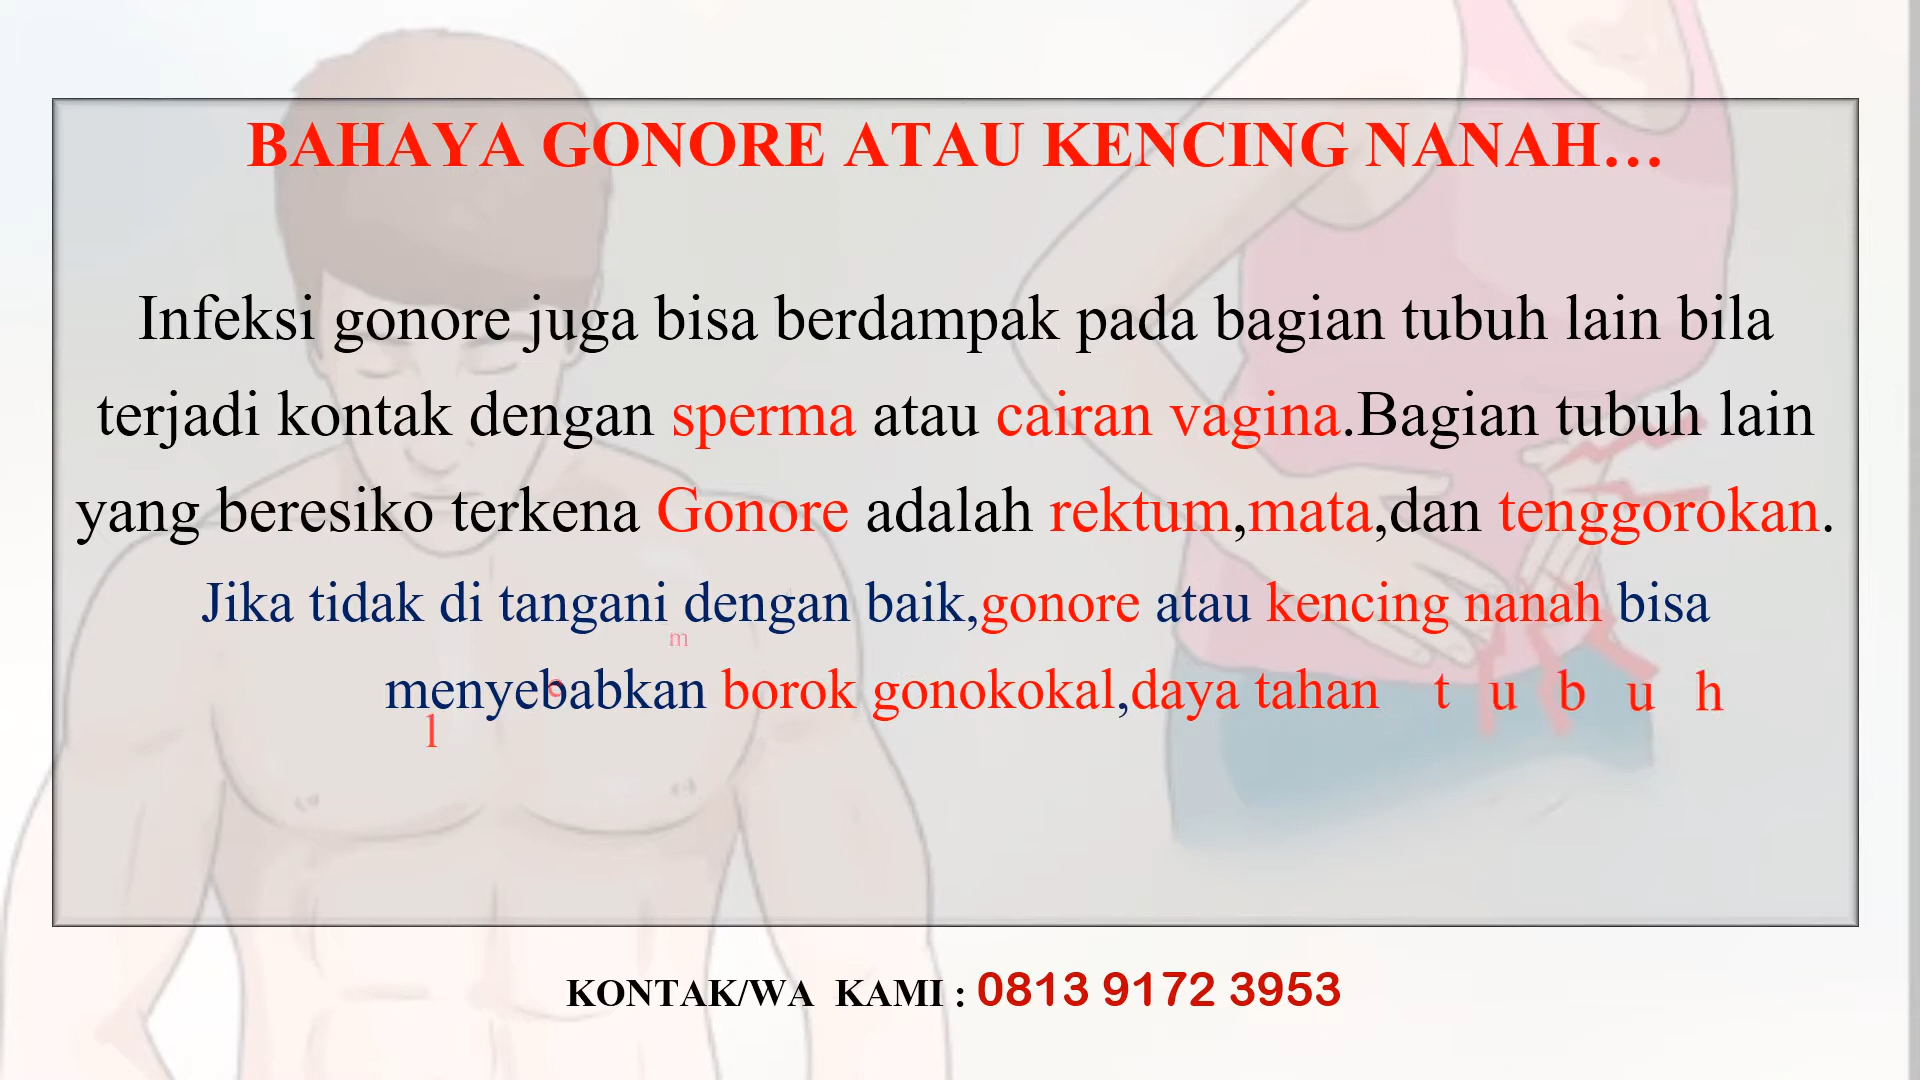 BAHAYA GONORE ATAU KENCING NANAH...
Infeksi gonore juga bisa berdampak pada bagian tubuh lain bila
terjadi kontak dengan sperma atau cairan vagina.Bagian tubuh lain
yang beresiko terkena Gonore adalah rektum,mata,dan tenggorokan.
Jika tidak di tangani dengan baik,gonore atau kencing nanah bisa
menyebabkan borok gonokokal,daya tahan t u b u h
l e m
KONTAK/WA KAMI : 0813 9172 3953